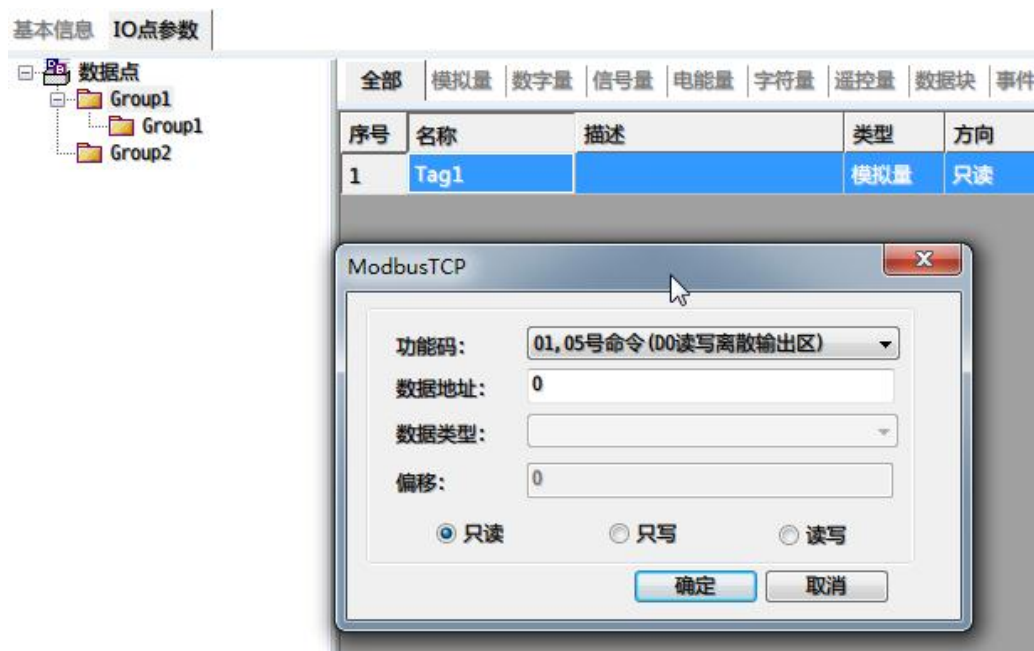 基本信息 IO点参数
数据点
Group1
Group1
Group2
全部 模拟量 数字量 信号量 电能量 字符量 遥控量 数据块 事件
序号 名称 描述 类型 方向
1 Tag1 模拟量 只读
ModbusTCP
功能码: 01,05号命令(DO读写离散输出区)
数据地址: 0
数据类型:
偏移: 0
只读 只写 读写
确定 取消